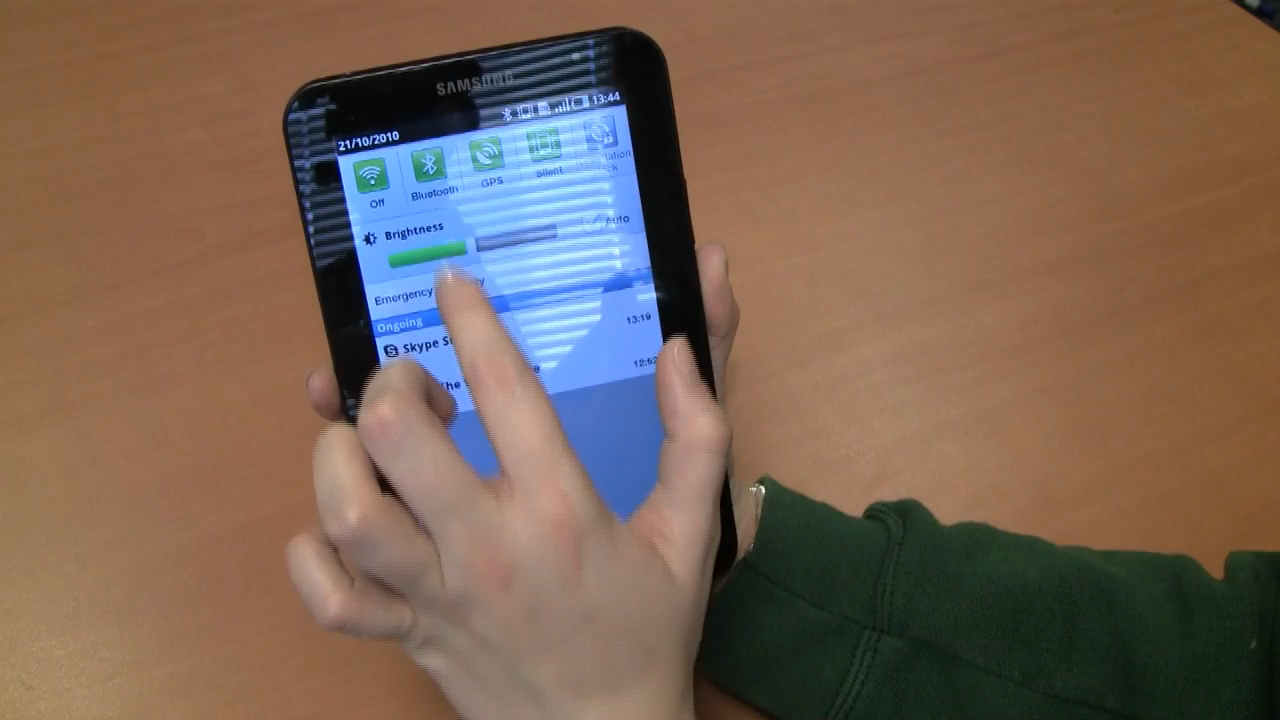 SAMSUNG
13:44
21/10/2010
Off
Bluetooth
GPS
Silent
Brightness
Auto
Emergency
Ongoing
Skype
13:19
12:52